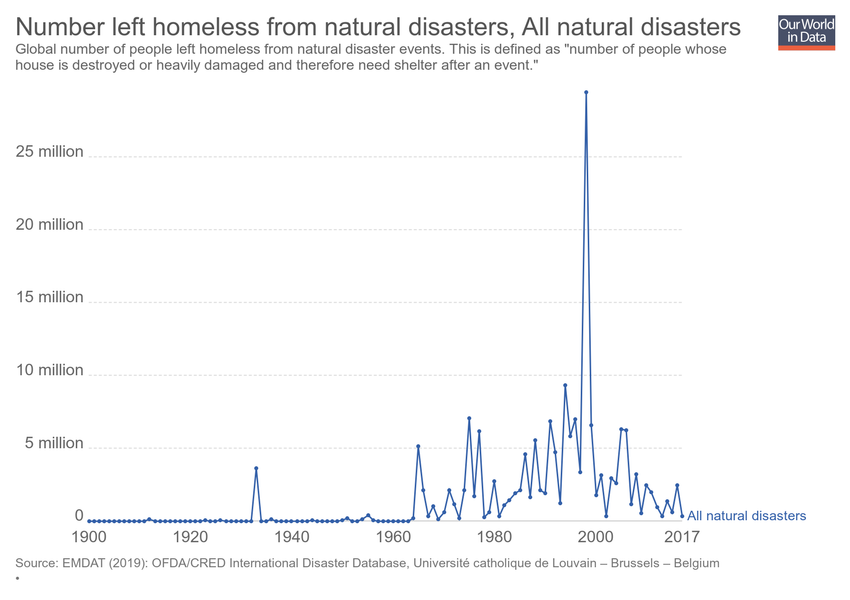 Number left homeless from natural disasters, All natural disasters
Our World
in Data
Global number of people left homeless from natural disaster events. This is defined as "number of people whose
house is destroyed or heavily damaged and therefore need shelter after an event."
25 million
20 million
15 million
10 million
5 million
0
All natural disasters
1900 1920 1940 1960 1980 2000 2017
Source: EMDAT (2019): OFDA/CRED International Disaster Database, Université catholique de Louvain – Brussels – Belgium
•